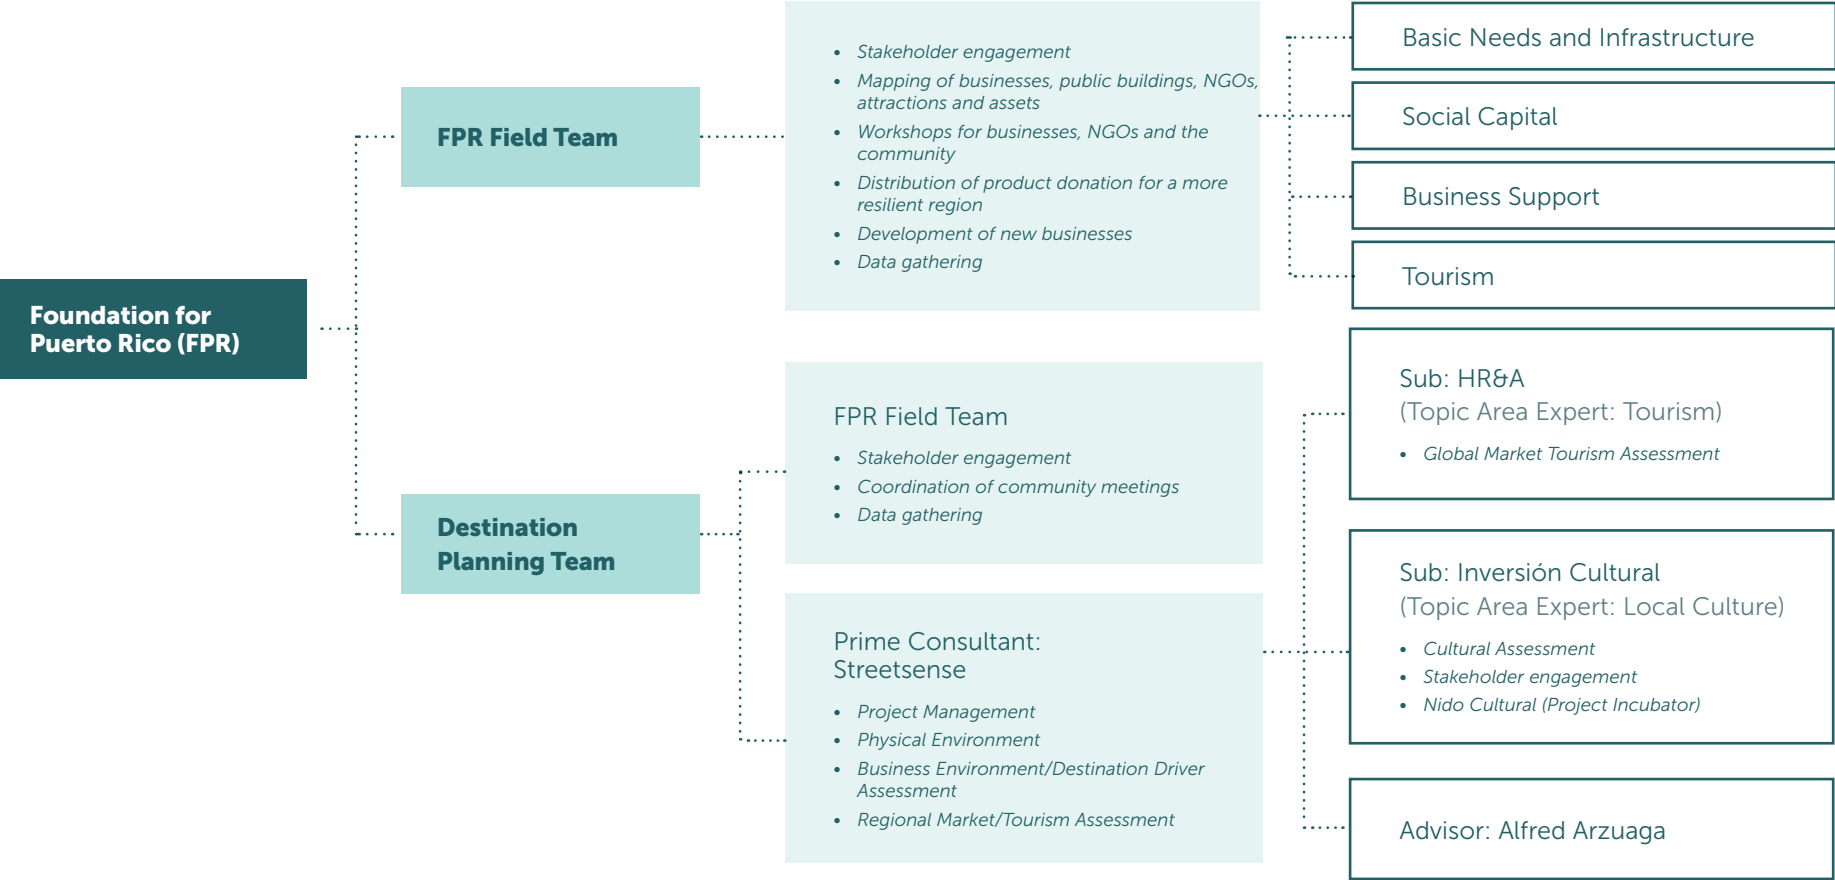 Foundation for
Puerto Rico (FPR)
FPR Field Team
• Stakeholder engagement
• Mapping of businesses, public buildings, NGOs,
attractions and assets
• Workshops for businesses, NGOs and the
community
• Distribution of product donation for a more
resilient region
• Development of new businesses
• Data gathering
Basic Needs and Infrastructure
Social Capital
Business Support
Tourism
Destination
Planning Team
FPR Field Team
• Stakeholder engagement
• Coordination of community meetings
• Data gathering
Prime Consultant:
Streetsense
• Project Management
• Physical Environment
• Business Environment/Destination Driver
Assessment
• Regional Market/Tourism Assessment
Sub: HR&A
(Topic Area Expert: Tourism)
• Global Market Tourism Assessment
Sub: Inversión Cultural
(Topic Area Expert: Local Culture)
• Cultural Assessment
• Stakeholder engagement
• Nido Cultural (Project Incubator)
Advisor: Alfred Arzuaga